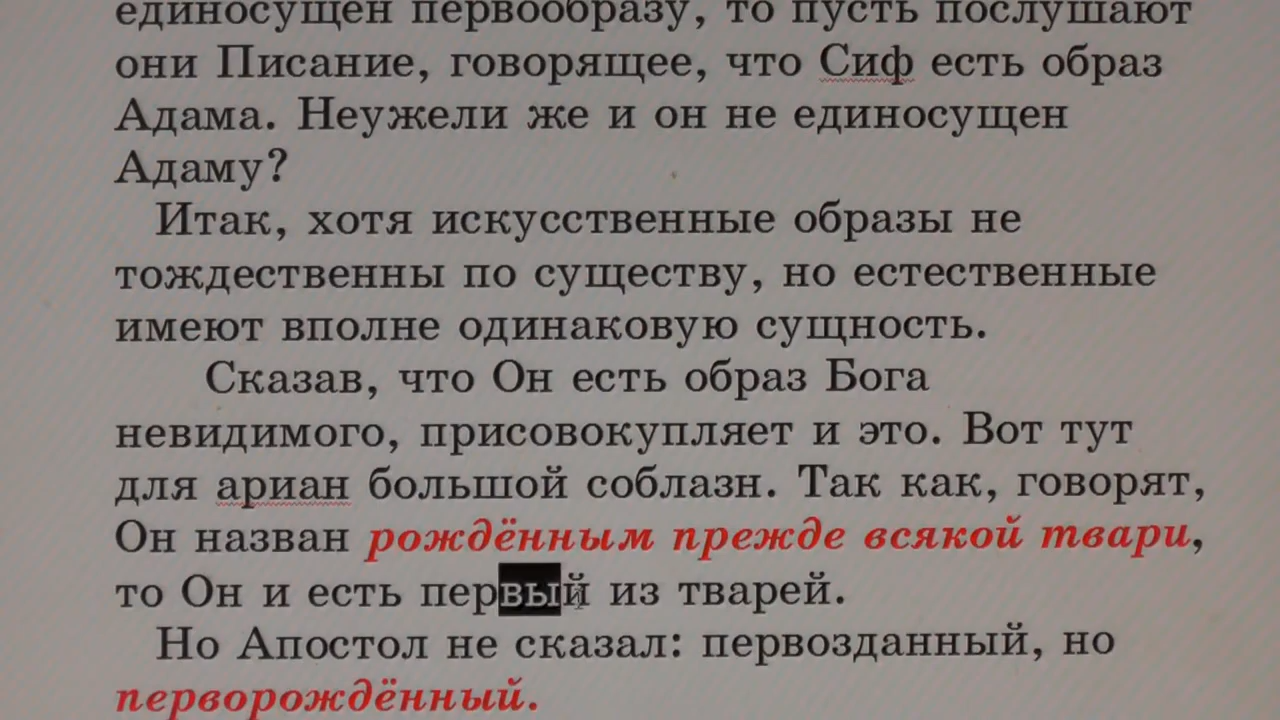 единосущен первообразу, то пусть послушают
они Писание, говорящее, что Сиф есть образ
Адама. Неужели же и он не единосущен
Адаму?
Итак, хотя искусственные образы не
тождественны по существу, но естественные
имеют вполне одинаковую сущность.
Сказав, что Он есть образ Бога
невидимого, присовокупляет и это. Вот тут
для ариан большой соблазн. Так как, говорят,
Он назван рождённым прежде всякой твари,
то Он и есть первый из тварей.
Но Апостол не сказал: первозданный, но
перворождённый.